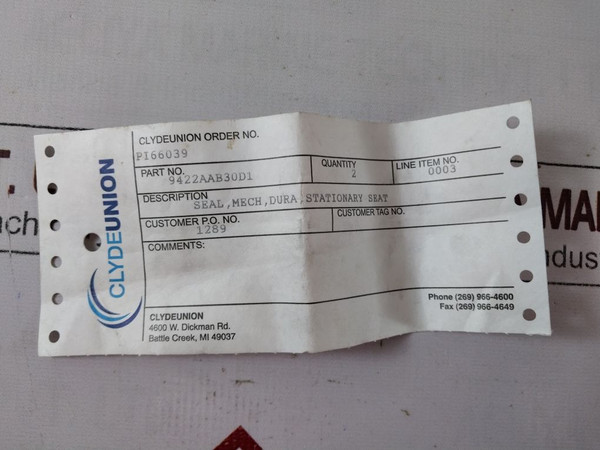 CLYDEUNION
CLYDEUNION ORDER NO.
PI66039
PART NO.
9422AAB30D1
QUANTITY
2
LINE ITEM NO.
0003
DESCRIPTION
SEAL,MECH,DURA,STATIONARY SEAT
CUSTOMER P.O. NO.
1289
CUSTOMER TAG NO.
COMMENTS:
CLYDEUNION
4600 W. Dickman Rd.
Battle Creek, MI 49037
Phone (269) 966-4600
Fax (269) 966-4649